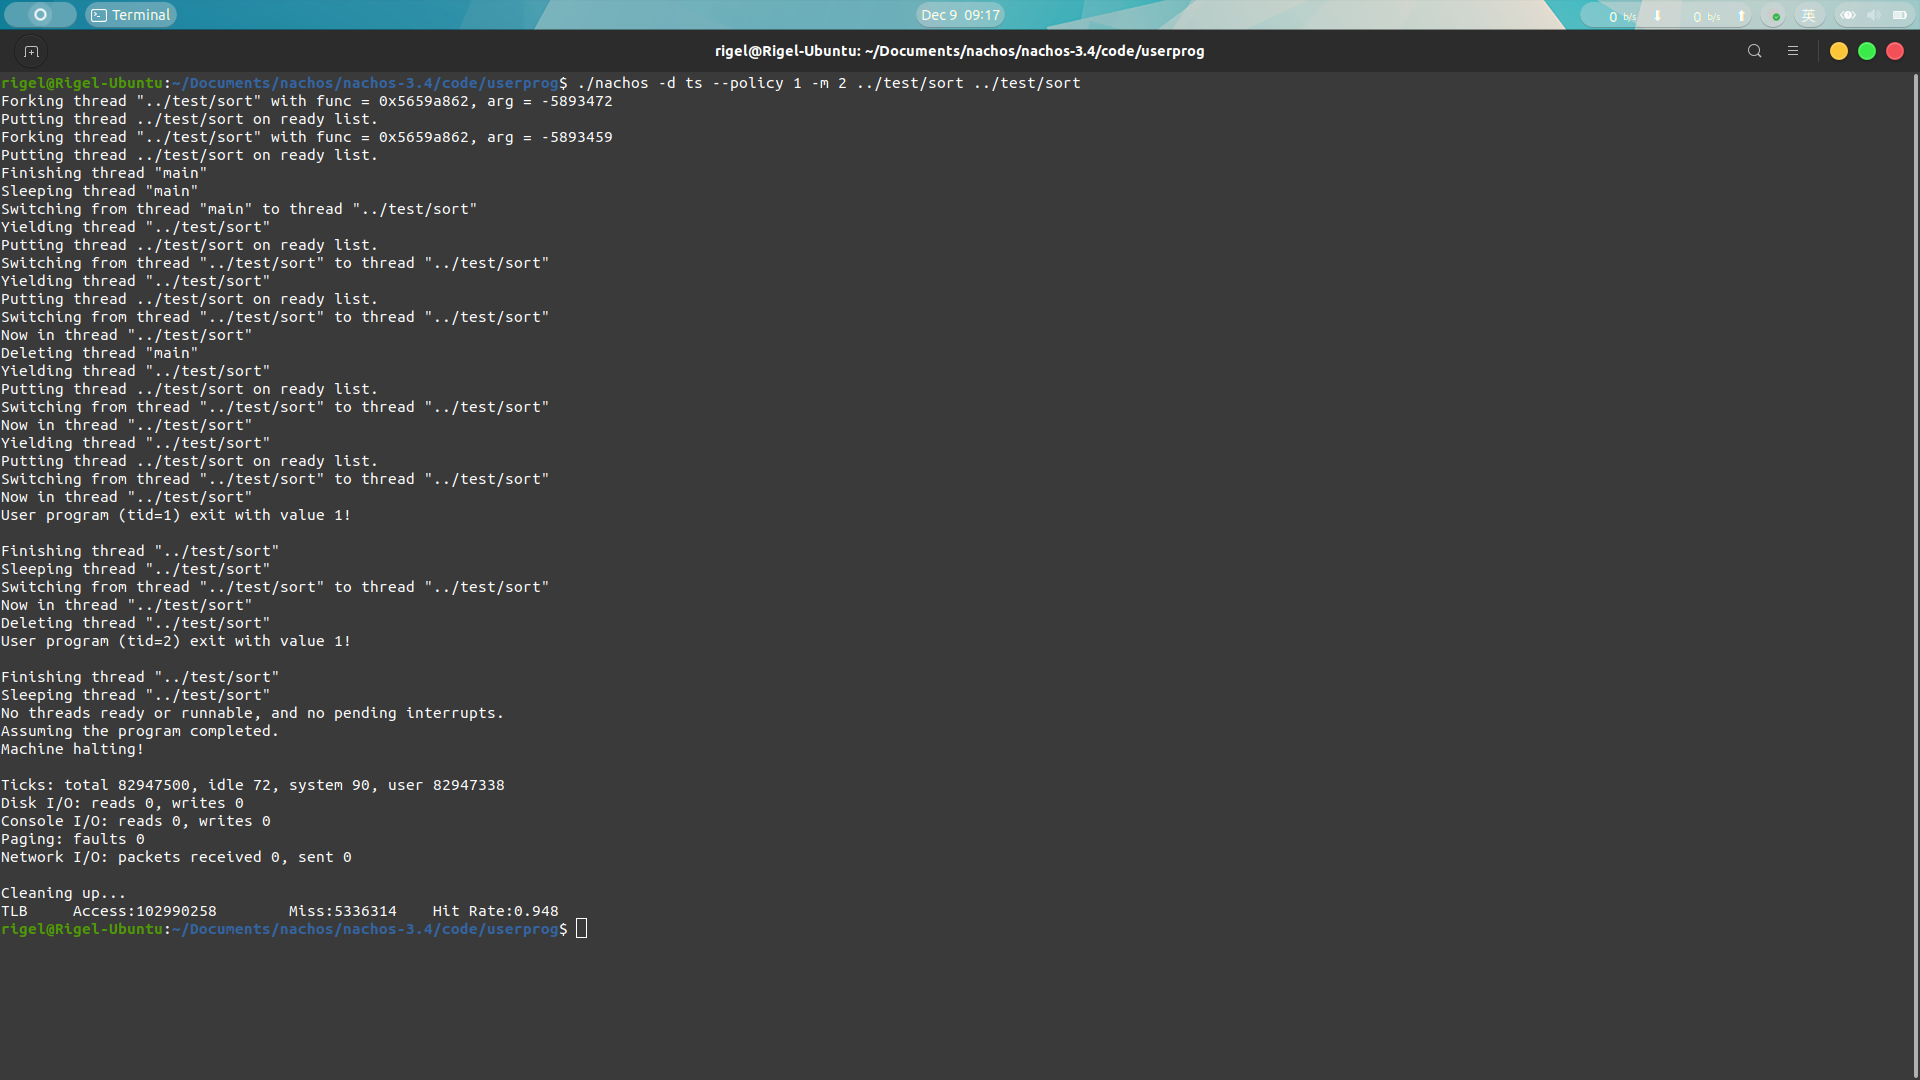 Terminal
Dec 9 09:17
0 b/s 0 b/s 英
rigel@Rigel-Ubuntu: ~/Documents/nachos/nachos-3.4/code/userprog
rigel@Rigel-Ubuntu:~/Documents/nachos/nachos-3.4/code/userprog$ ./nachos -d ts --policy 1 -m 2 ../test/sort ../test/sort
Forking thread "../test/sort" with func = 0x5659a862, arg = -5893472
Putting thread ../test/sort on ready list.
Forking thread "../test/sort" with func = 0x5659a862, arg = -5893459
Putting thread ../test/sort on ready list.
Finishing thread "main"
Sleeping thread "main"
Switching from thread "main" to thread "../test/sort"
Yielding thread "../test/sort"
Putting thread ../test/sort on ready list.
Switching from thread "../test/sort" to thread "../test/sort"
Yielding thread "../test/sort"
Putting thread ../test/sort on ready list.
Switching from thread "../test/sort" to thread "../test/sort"
Now in thread "../test/sort"
Deleting thread "main"
Yielding thread "../test/sort"
Putting thread ../test/sort on ready list.
Switching from thread "../test/sort" to thread "../test/sort"
Now in thread "../test/sort"
Yielding thread "../test/sort"
Putting thread ../test/sort on ready list.
Switching from thread "../test/sort" to thread "../test/sort"
Now in thread "../test/sort"
User program (tid=1) exit with value 1!
Finishing thread "../test/sort"
Sleeping thread "../test/sort"
Switching from thread "../test/sort" to thread "../test/sort"
Now in thread "../test/sort"
Deleting thread "../test/sort"
User program (tid=2) exit with value 1!
Finishing thread "../test/sort"
Sleeping thread "../test/sort"
No threads ready or runnable, and no pending interrupts.
Assuming the program completed.
Machine halting!
Ticks: total 82947500, idle 72, system 90, user 82947338
Disk I/O: reads 0, writes 0
Console I/O: reads 0, writes 0
Paging: faults 0
Network I/O: packets received 0, sent 0
Cleaning up...
TLB Access:102990258 Miss:5336314 Hit Rate:0.948
rigel@Rigel-Ubuntu:~/Documents/nachos/nachos-3.4/code/userprog$